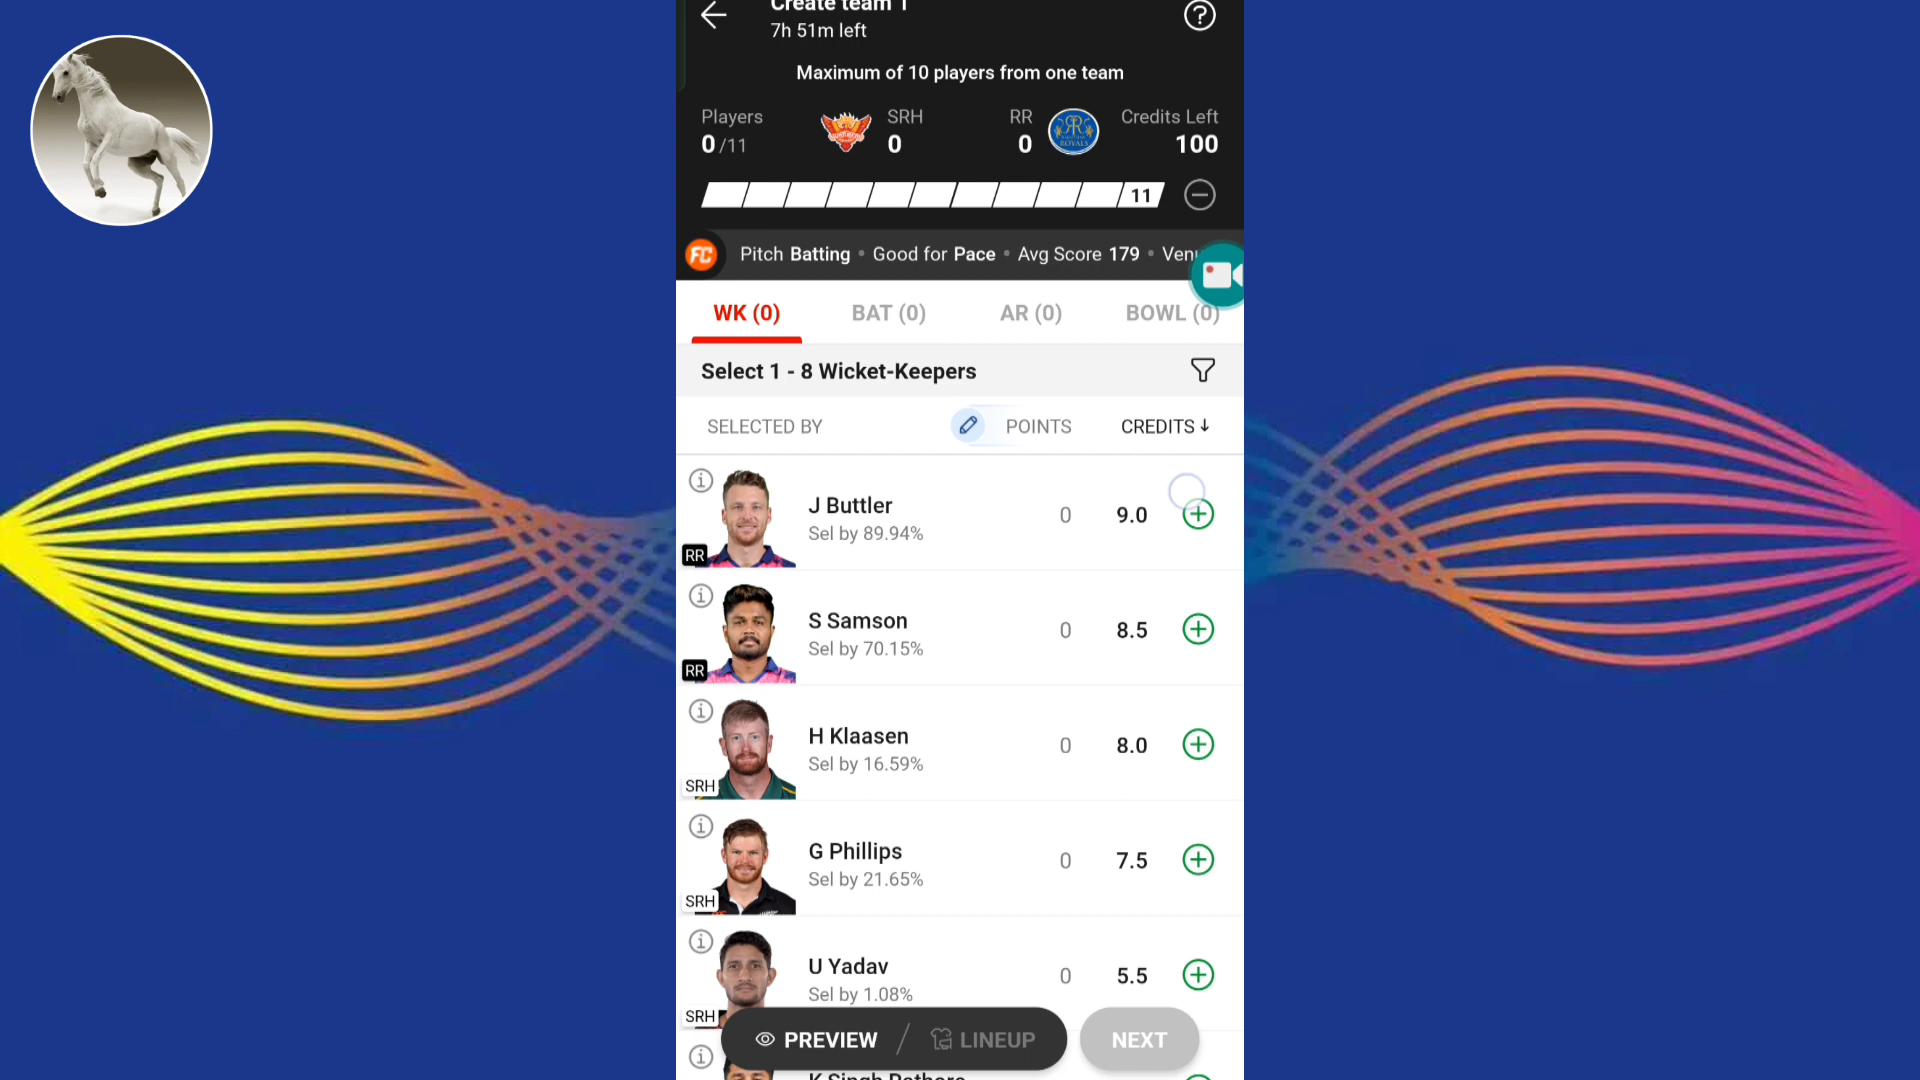 Create team 1
7h 51m left
Maximum of 10 players from one team
Players SRH RR Credits Left
0/11 0 0 ROYALS 100
11
FC Pitch Batting • Good for Pace • Avg Score 179 •
WK (0) BAT (0) AR (0) BOWL (0)
Select 1 - 8 Wicket-Keepers
SELECTED BY POINTS CREDITS ↓
J Buttler
Sel by 89.94%
0 9.0
RR
S Samson
Sel by 70.15%
0 8.5
RR
H Klaasen
Sel by 16.59%
0 8.0
SRH
G Phillips
Sel by 21.65%
0 7.5
SRH
U Yadav
Sel by 1.08%
0 5.5
SRH
PREVIEW / LINEUP NEXT